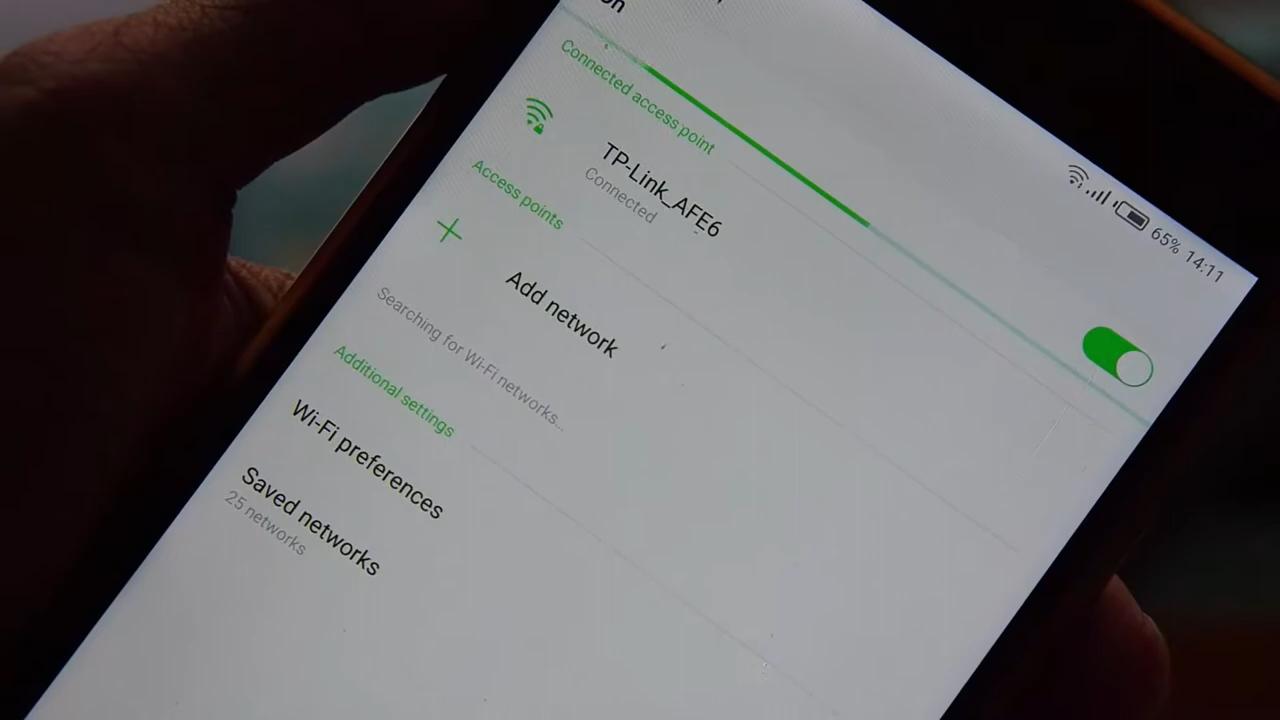 65% 14:11
On
Connected access point
TP-Link_AFE6
Connected
Access points
Add network
Searching for Wi-Fi networks...
Additional settings
Wi-Fi preferences
Saved networks
25 networks